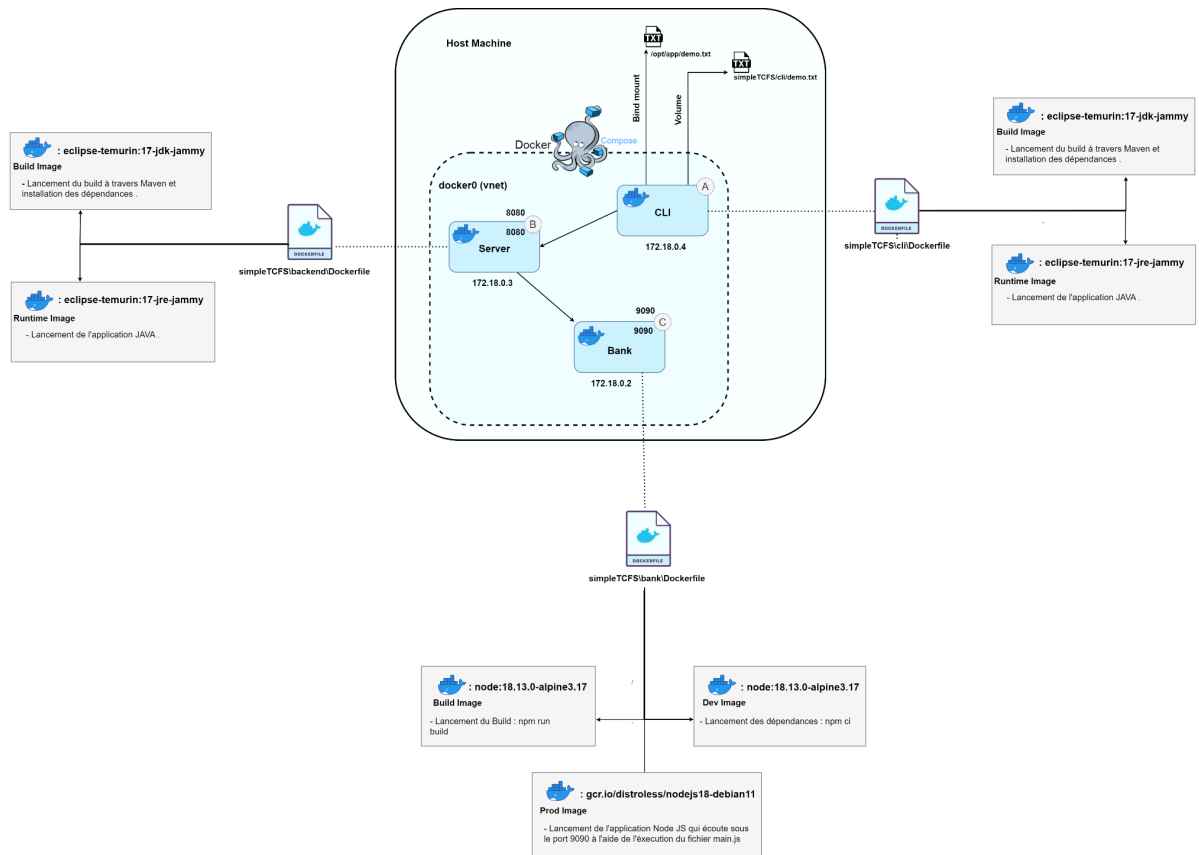 Host Machine
TXT
/opt/app/demo.txt
TXT
simpleTCFS/cli/demo.txt
Bind mount
Volume
Docker
Compose
docker0 (vnet)
A
CLI
172.18.0.4
8080
B
8080
Server
172.18.0.3
9090
C
9090
Bank
172.18.0.2
: eclipse-temurin:17-jdk-jammy
Build Image
- Lancement du build à travers Maven et
installation des dépendances .
DOCKERFILE
simpleTCFS\backend\Dockerfile
: eclipse-temurin:17-jre-jammy
Runtime Image
- Lancement de l'application JAVA .
: eclipse-temurin:17-jdk-jammy
Build Image
- Lancement du build à travers Maven et
installation des dépendances .
DOCKERFILE
simpleTCFS\cli\Dockerfile
: eclipse-temurin:17-jre-jammy
Runtime Image
- Lancement de l'application JAVA .
DOCKERFILE
simpleTCFS\bank\Dockerfile
: node:18.13.0-alpine3.17
Build Image
- Lancement du Build : npm run
build
: node:18.13.0-alpine3.17
Dev Image
- Lancement des dépendances : npm ci
: gcr.io/distroless/nodejs18-debian11
Prod Image
- Lancement de l'application Node JS qui écoute sous
le port 9090 à l'aide de l'éxecution du fichier main.js